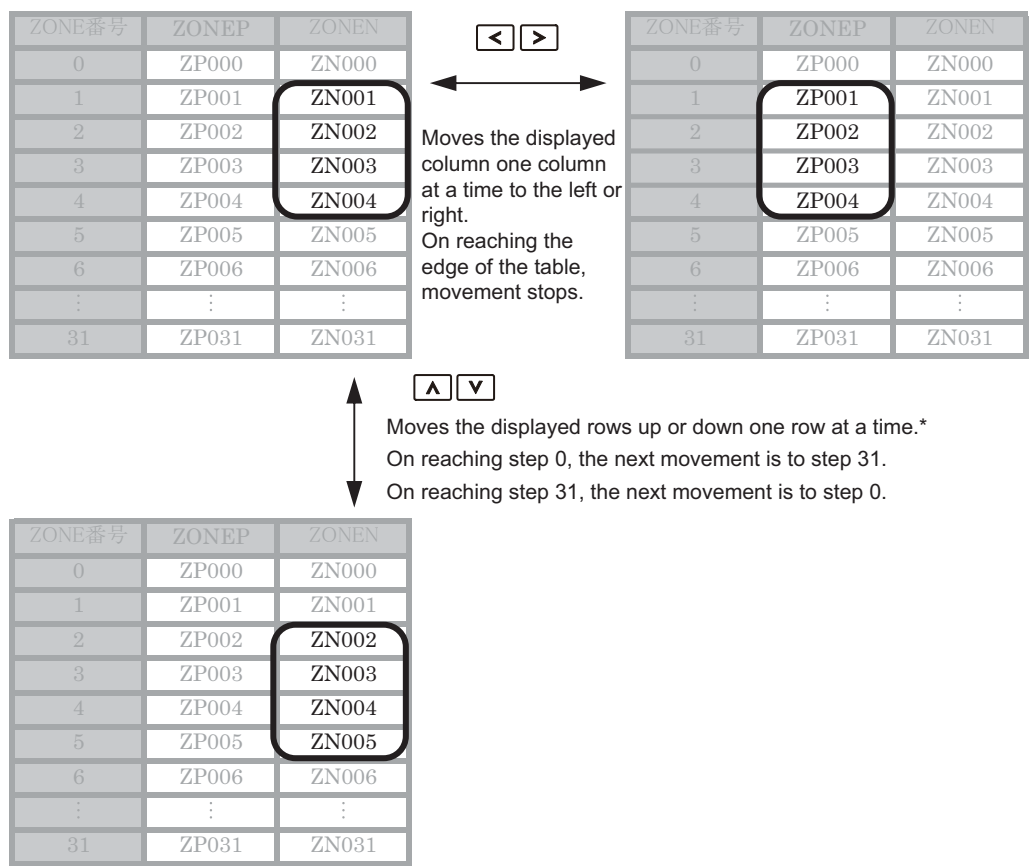 ZONE番号 ZONEP ZONEN
0 ZP000 ZN000
1 ZP001 ZN001
2 ZP002 ZN002
3 ZP003 ZN003
4 ZP004 ZN004
5 ZP005 ZN005
6 ZP006 ZN006
⋮ ⋮ ⋮
31 ZP031 ZN031
< >
Moves the displayed
column one column
at a time to the left or
right.
On reaching the
edge of the table,
movement stops.
ZONE番号 ZONEP ZONEN
0 ZP000 ZN000
1 ZP001 ZN001
2 ZP002 ZN002
3 ZP003 ZN003
4 ZP004 ZN004
5 ZP005 ZN005
6 ZP006 ZN006
⋮ ⋮ ⋮
31 ZP031 ZN031
∧ ∨
Moves the displayed rows up or down one row at a time.*
On reaching step 0, the next movement is to step 31.
On reaching step 31, the next movement is to step 0.
ZONE番号 ZONEP ZONEN
0 ZP000 ZN000
1 ZP001 ZN001
2 ZP002 ZN002
3 ZP003 ZN003
4 ZP004 ZN004
5 ZP005 ZN005
6 ZP006 ZN006
⋮ ⋮ ⋮
31 ZP031 ZN031